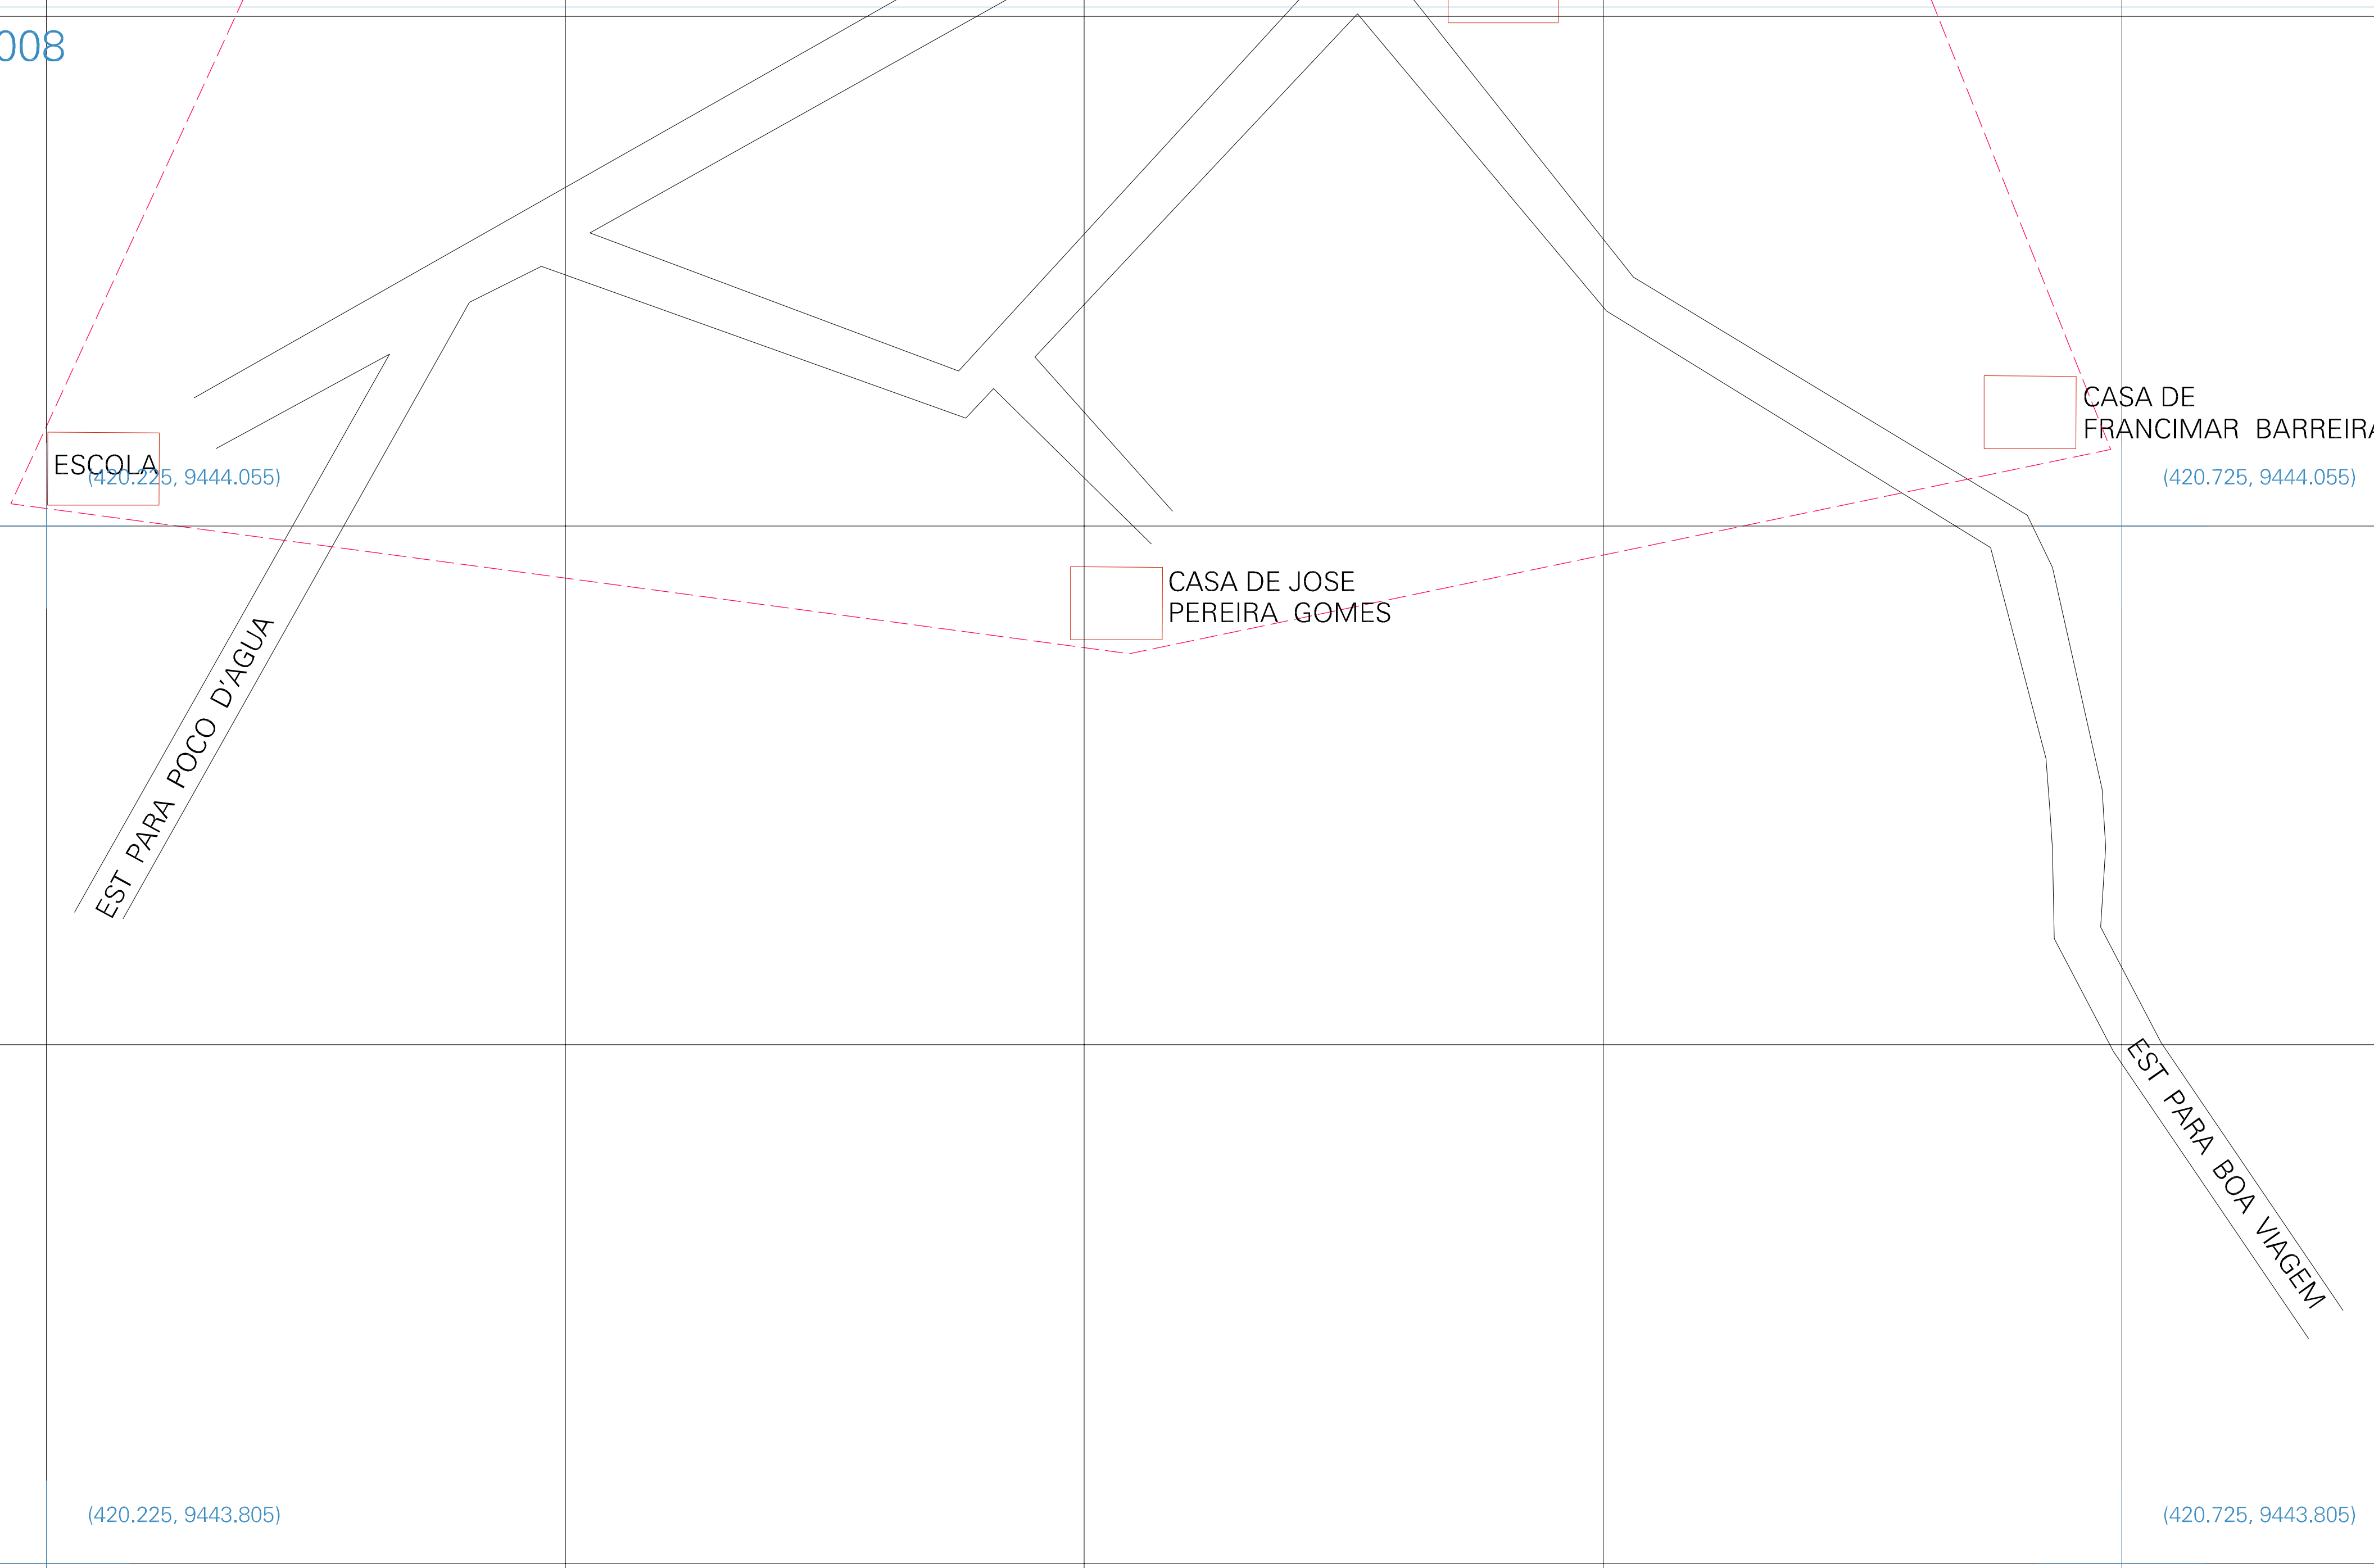 008
CASA DE
FRANCIMAR BARREIRA
ESCOLA
(420.225, 9444.055)
(420.725, 9444.055)
CASA DE JOSE
PEREIRA GOMES
EST PARA POCO D'AGUA
EST PARA BOA VIAGEM
(420.225, 9443.805)
(420.725, 9443.805)